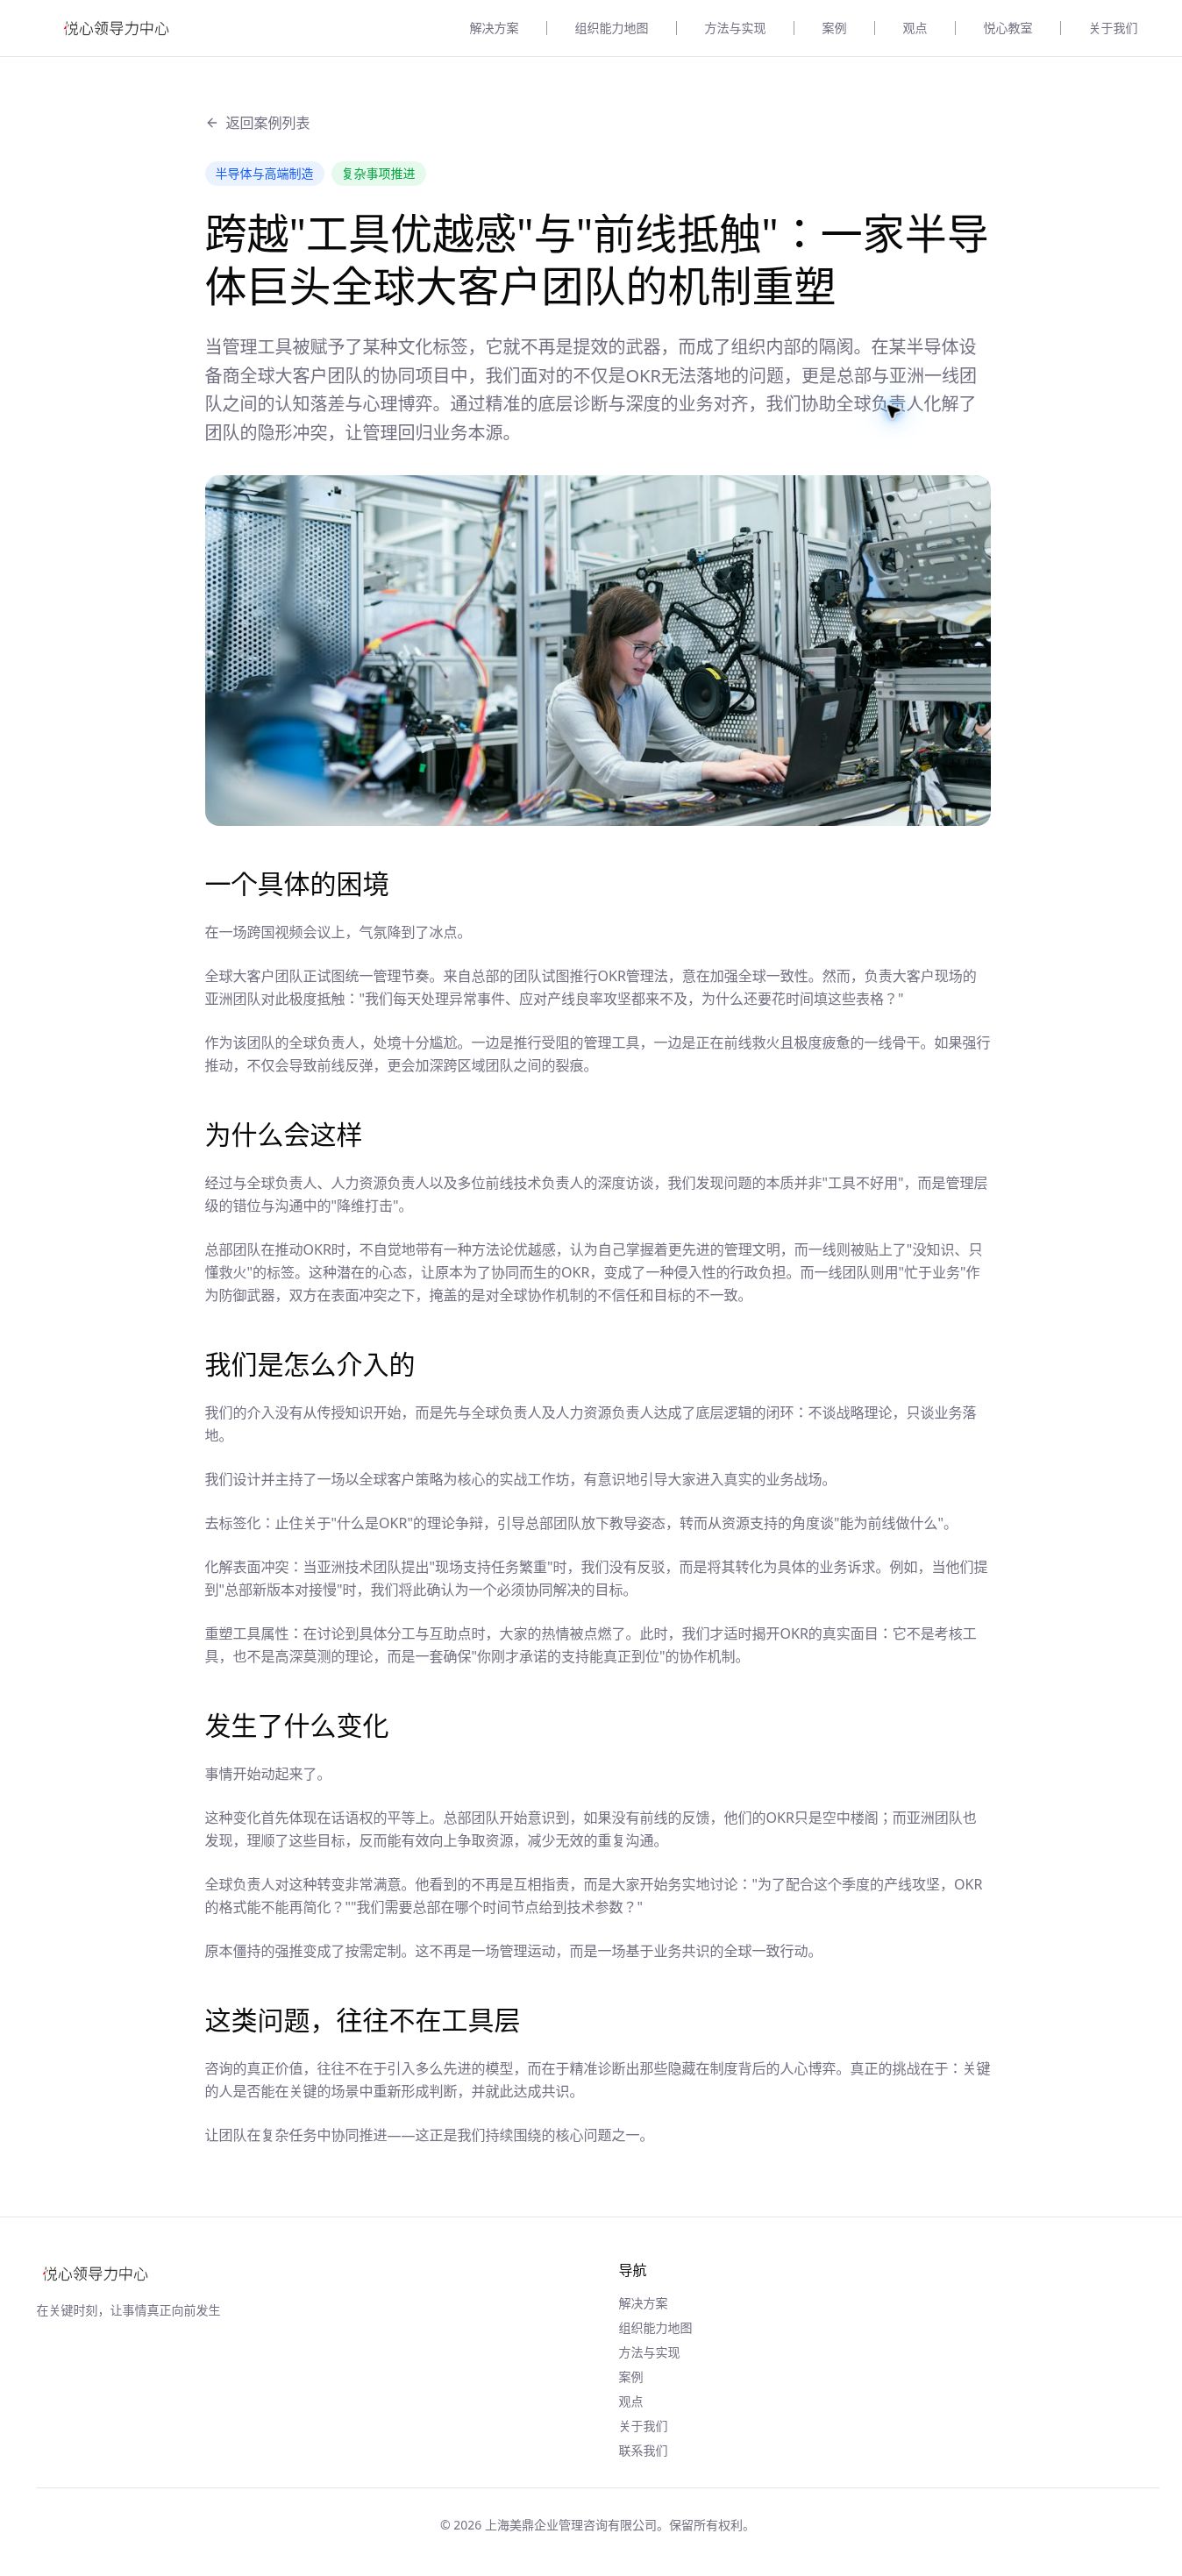 悦心领导力中心
解决方案
组织能力地图
方法与实现
案例
观点
悦心教室
关于我们
返回案例列表
半导体与高端制造
复杂事项推进
跨越"工具优越感"与"前线抵触"：一家半导
体巨头全球大客户团队的机制重塑
当管理工具被赋予了某种文化标签，它就不再是提效的武器，而成了组织内部的隔阂。在某半导体设
备商全球大客户团队的协同项目中，我们面对的不仅是OKR无法落地的问题，更是总部与亚洲一线团
队之间的认知落差与心理博弈。通过精准的底层诊断与深度的业务对齐，我们协助全球负责人化解了
团队的隐形冲突，让管理回归业务本源。
一个具体的困境
在一场跨国视频会议上，气氛降到了冰点。
全球大客户团队正试图统一管理节奏。来自总部的团队试图推行OKR管理法，意在加强全球一致性。然而，负责大客户现场的
亚洲团队对此极度抵触："我们每天处理异常事件、应对产线良率攻坚都来不及，为什么还要花时间填这些表格？"
作为该团队的全球负责人，处境十分尴尬。一边是推行受阻的管理工具，一边是正在前线救火且极度疲惫的一线骨干。如果强行
推动，不仅会导致前线反弹，更会加深跨区域团队之间的裂痕。
为什么会这样
经过与全球负责人、人力资源负责人以及多位前线技术负责人的深度访谈，我们发现问题的本质并非"工具不好用"，而是管理层
级的错位与沟通中的"降维打击"。
总部团队在推动OKR时，不自觉地带有一种方法论优越感，认为自己掌握着更先进的管理文明，而一线则被贴上了"没知识、只
懂救火"的标签。这种潜在的心态，让原本为了协同而生的OKR，变成了一种侵入性的行政负担。而一线团队则用"忙于业务"作
为防御武器，双方在表面冲突之下，掩盖的是对全球协作机制的不信任和目标的不一致。
我们是怎么介入的
我们的介入没有从传授知识开始，而是先与全球负责人及人力资源负责人达成了底层逻辑的闭环：不谈战略理论，只谈业务落
地。
我们设计并主持了一场以全球客户策略为核心的实战工作坊，有意识地引导大家进入真实的业务战场。
去标签化：止住关于"什么是OKR"的理论争辩，引导总部团队放下教导姿态，转而从资源支持的角度谈"能为前线做什么"。
化解表面冲突：当亚洲技术团队提出"现场支持任务繁重"时，我们没有反驳，而是将其转化为具体的业务诉求。例如，当他们提
到"总部新版本对接慢"时，我们将此确认为一个必须协同解决的目标。
重塑工具属性：在讨论到具体分工与互助点时，大家的热情被点燃了。此时，我们才适时揭开OKR的真实面目：它不是考核工
具，也不是高深莫测的理论，而是一套确保"你刚才承诺的支持能真正到位"的协作机制。
发生了什么变化
事情开始动起来了。
这种变化首先体现在话语权的平等上。总部团队开始意识到，如果没有前线的反馈，他们的OKR只是空中楼阁；而亚洲团队也
发现，理顺了这些目标，反而能有效向上争取资源，减少无效的重复沟通。
全球负责人对这种转变非常满意。他看到的不再是互相指责，而是大家开始务实地讨论："为了配合这个季度的产线攻坚，OKR
的格式能不能再简化？""我们需要总部在哪个时间节点给到技术参数？"
原本僵持的强推变成了按需定制。这不再是一场管理运动，而是一场基于业务共识的全球一致行动。
这类问题，往往不在工具层
咨询的真正价值，往往不在于引入多么先进的模型，而在于精准诊断出那些隐藏在制度背后的人心博弈。真正的挑战在于：关键
的人是否能在关键的场景中重新形成判断，并就此达成共识。
让团队在复杂任务中协同推进——这正是我们持续围绕的核心问题之一。
悦心领导力中心
在关键时刻，让事情真正向前发生
导航
解决方案
组织能力地图
方法与实现
案例
观点
关于我们
联系我们
© 2026 上海美鼎企业管理咨询有限公司。保留所有权利。